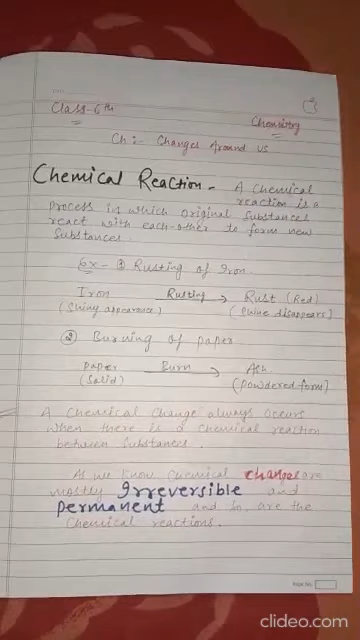 Class-6th
Chemistry
Ch:- Changes around us
Chemical Reaction - A Chemical
reaction is a
process in which original substances
react with each-other to form new
Substances.
Ex- ① Rusting of Iron.
Iron Rusting → Rust (Red)
(Shiny appearance) (Shine disappears)
② Burning of paper
Paper Burn → Ash
(Solid) (Powdered form)
A Chemical Change always occurs
when there is a chemical reaction
between substances.
As we know Chemical changes are
mostly Irreversible and
permanent and so are the
Chemical reactions.
Page No.
clideo.com